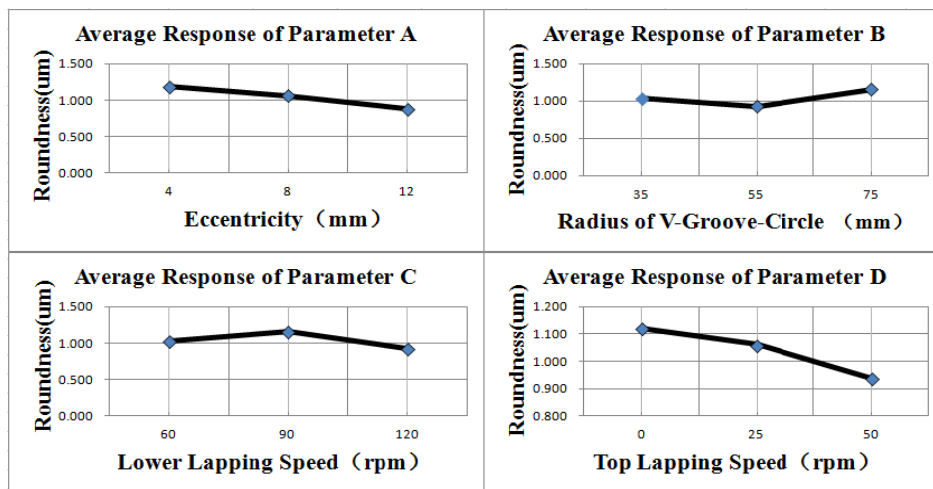 Average Response of Parameter A
Roundness(um)
1.500
1.000
0.500
0.000
4 8 12
Eccentricity（mm）
Average Response of Parameter B
Roundness(um)
1.500
1.000
0.500
0.000
35 55 75
Radius of V-Groove-Circle （mm）
Average Response of Parameter C
Roundness(um)
1.500
1.000
0.500
0.000
60 90 120
Lower Lapping Speed（rpm）
Average Response of Parameter D
Roundness(um)
1.200
1.100
1.000
0.900
0.800
0 25 50
Top Lapping Speed（rpm）